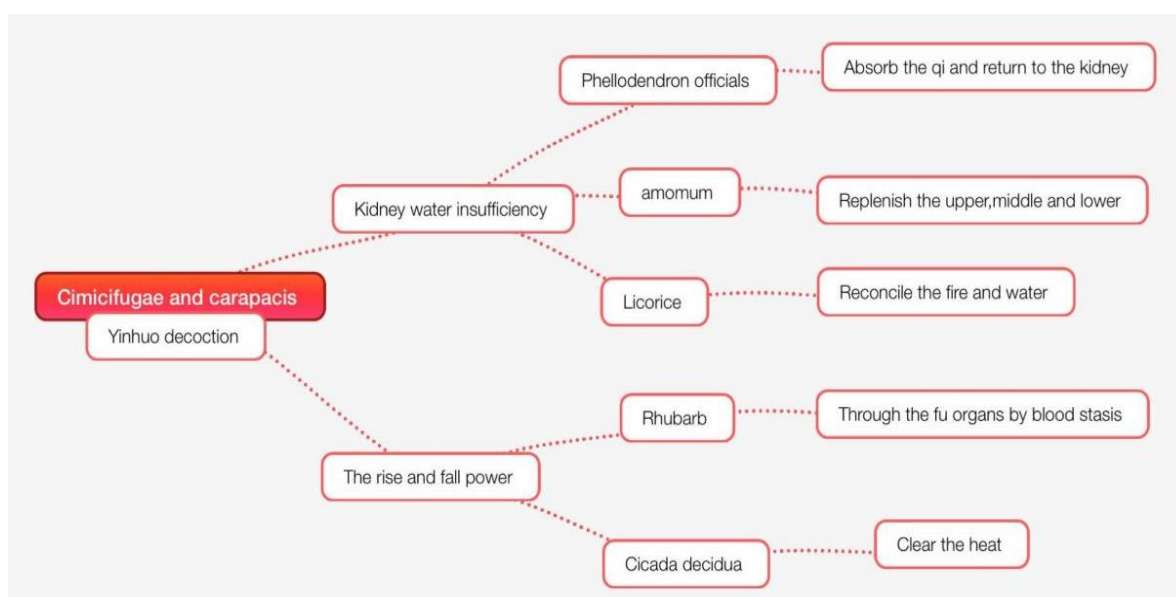 Phellodendron officials
Absorb the qi and return to the kidney
amomum
Replenish the upper,middle and lower
Kidney water insufficiency
Licorice
Reconcile the fire and water
Cimicifugae and carapacis
Yinhuo decoction
Rhubarb
Through the fu organs by blood stasis
The rise and fall power
Cicada decidua
Clear the heat